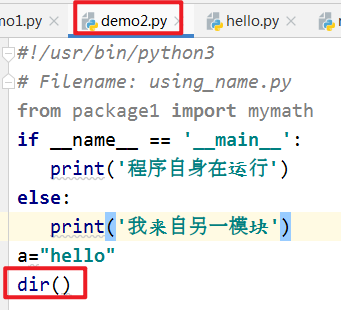 mo1.py × demo2.py × hello.py ×
#!/usr/bin/python3
# Filename: using_name.py
from package1 import mymath
if __name__ == '__main__':
    print('程序自身在运行')
else:
    print('我来自另一模块')
a="hello"
dir()